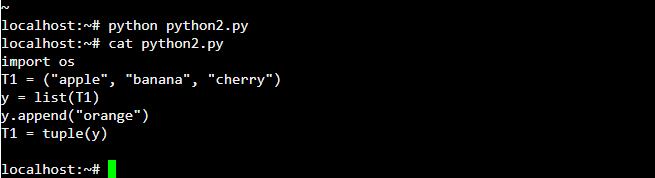 ~
localhost:~# python python2.py
localhost:~# cat python2.py
import os
T1 = ("apple", "banana", "cherry")
y = list(T1)
y.append("orange")
T1 = tuple(y)
localhost:~#